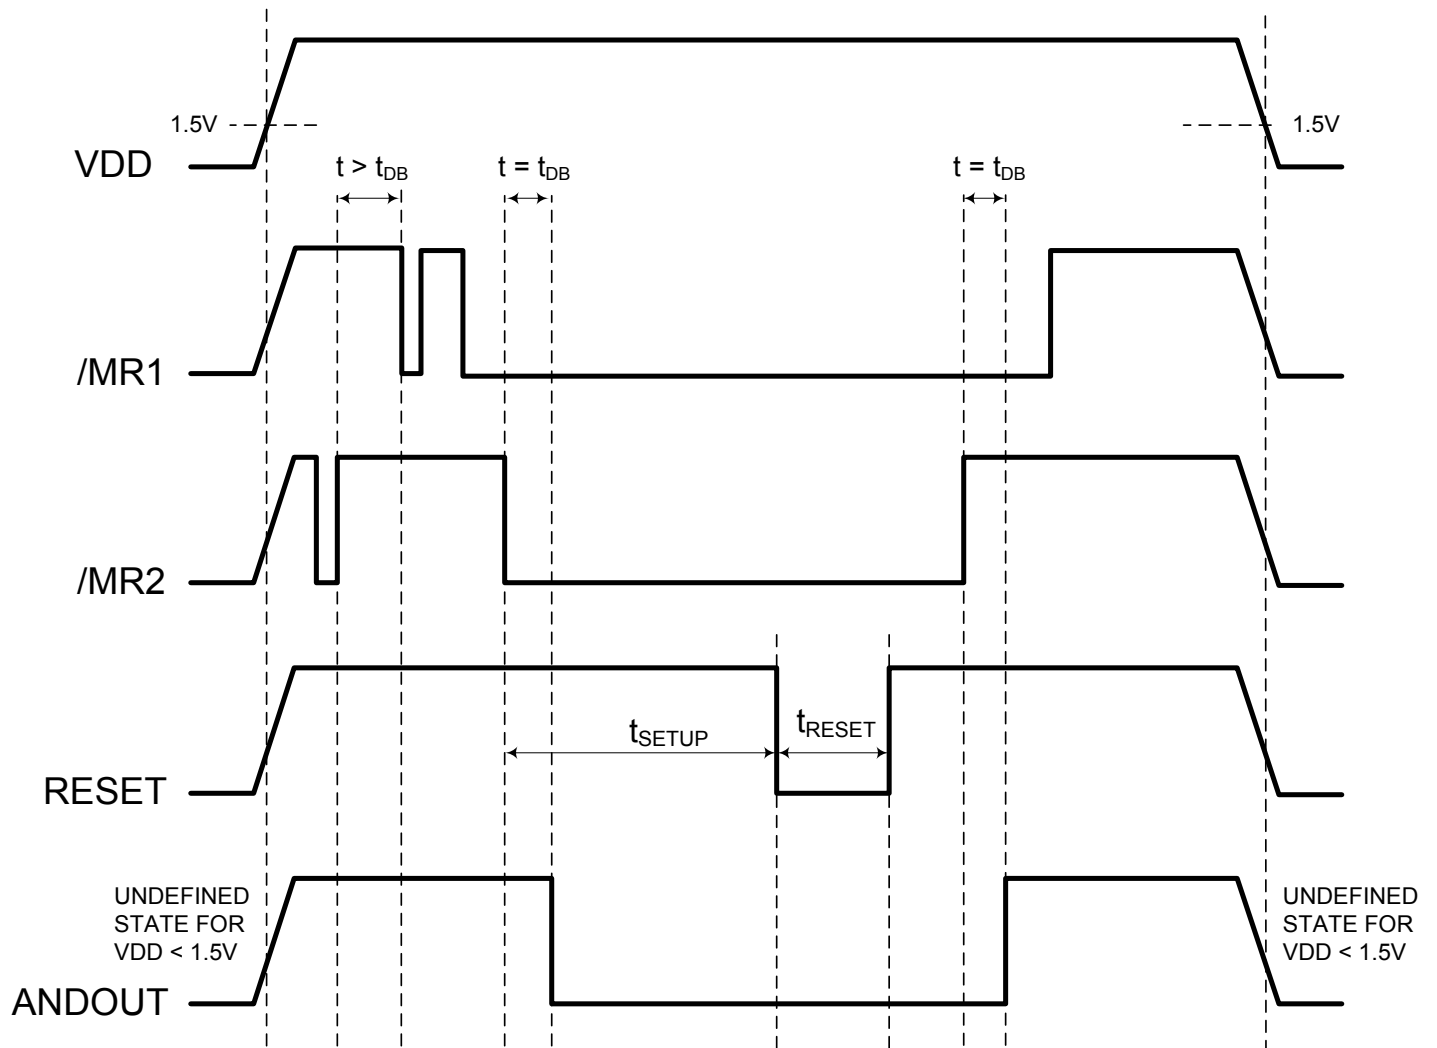 1.5V
1.5V
VDD
t > tDB
t = tDB
t = tDB
/MR1
/MR2
tSETUP
tRESET
RESET
UNDEFINED
STATE FOR
VDD < 1.5V
UNDEFINED
STATE FOR
VDD < 1.5V
ANDOUT